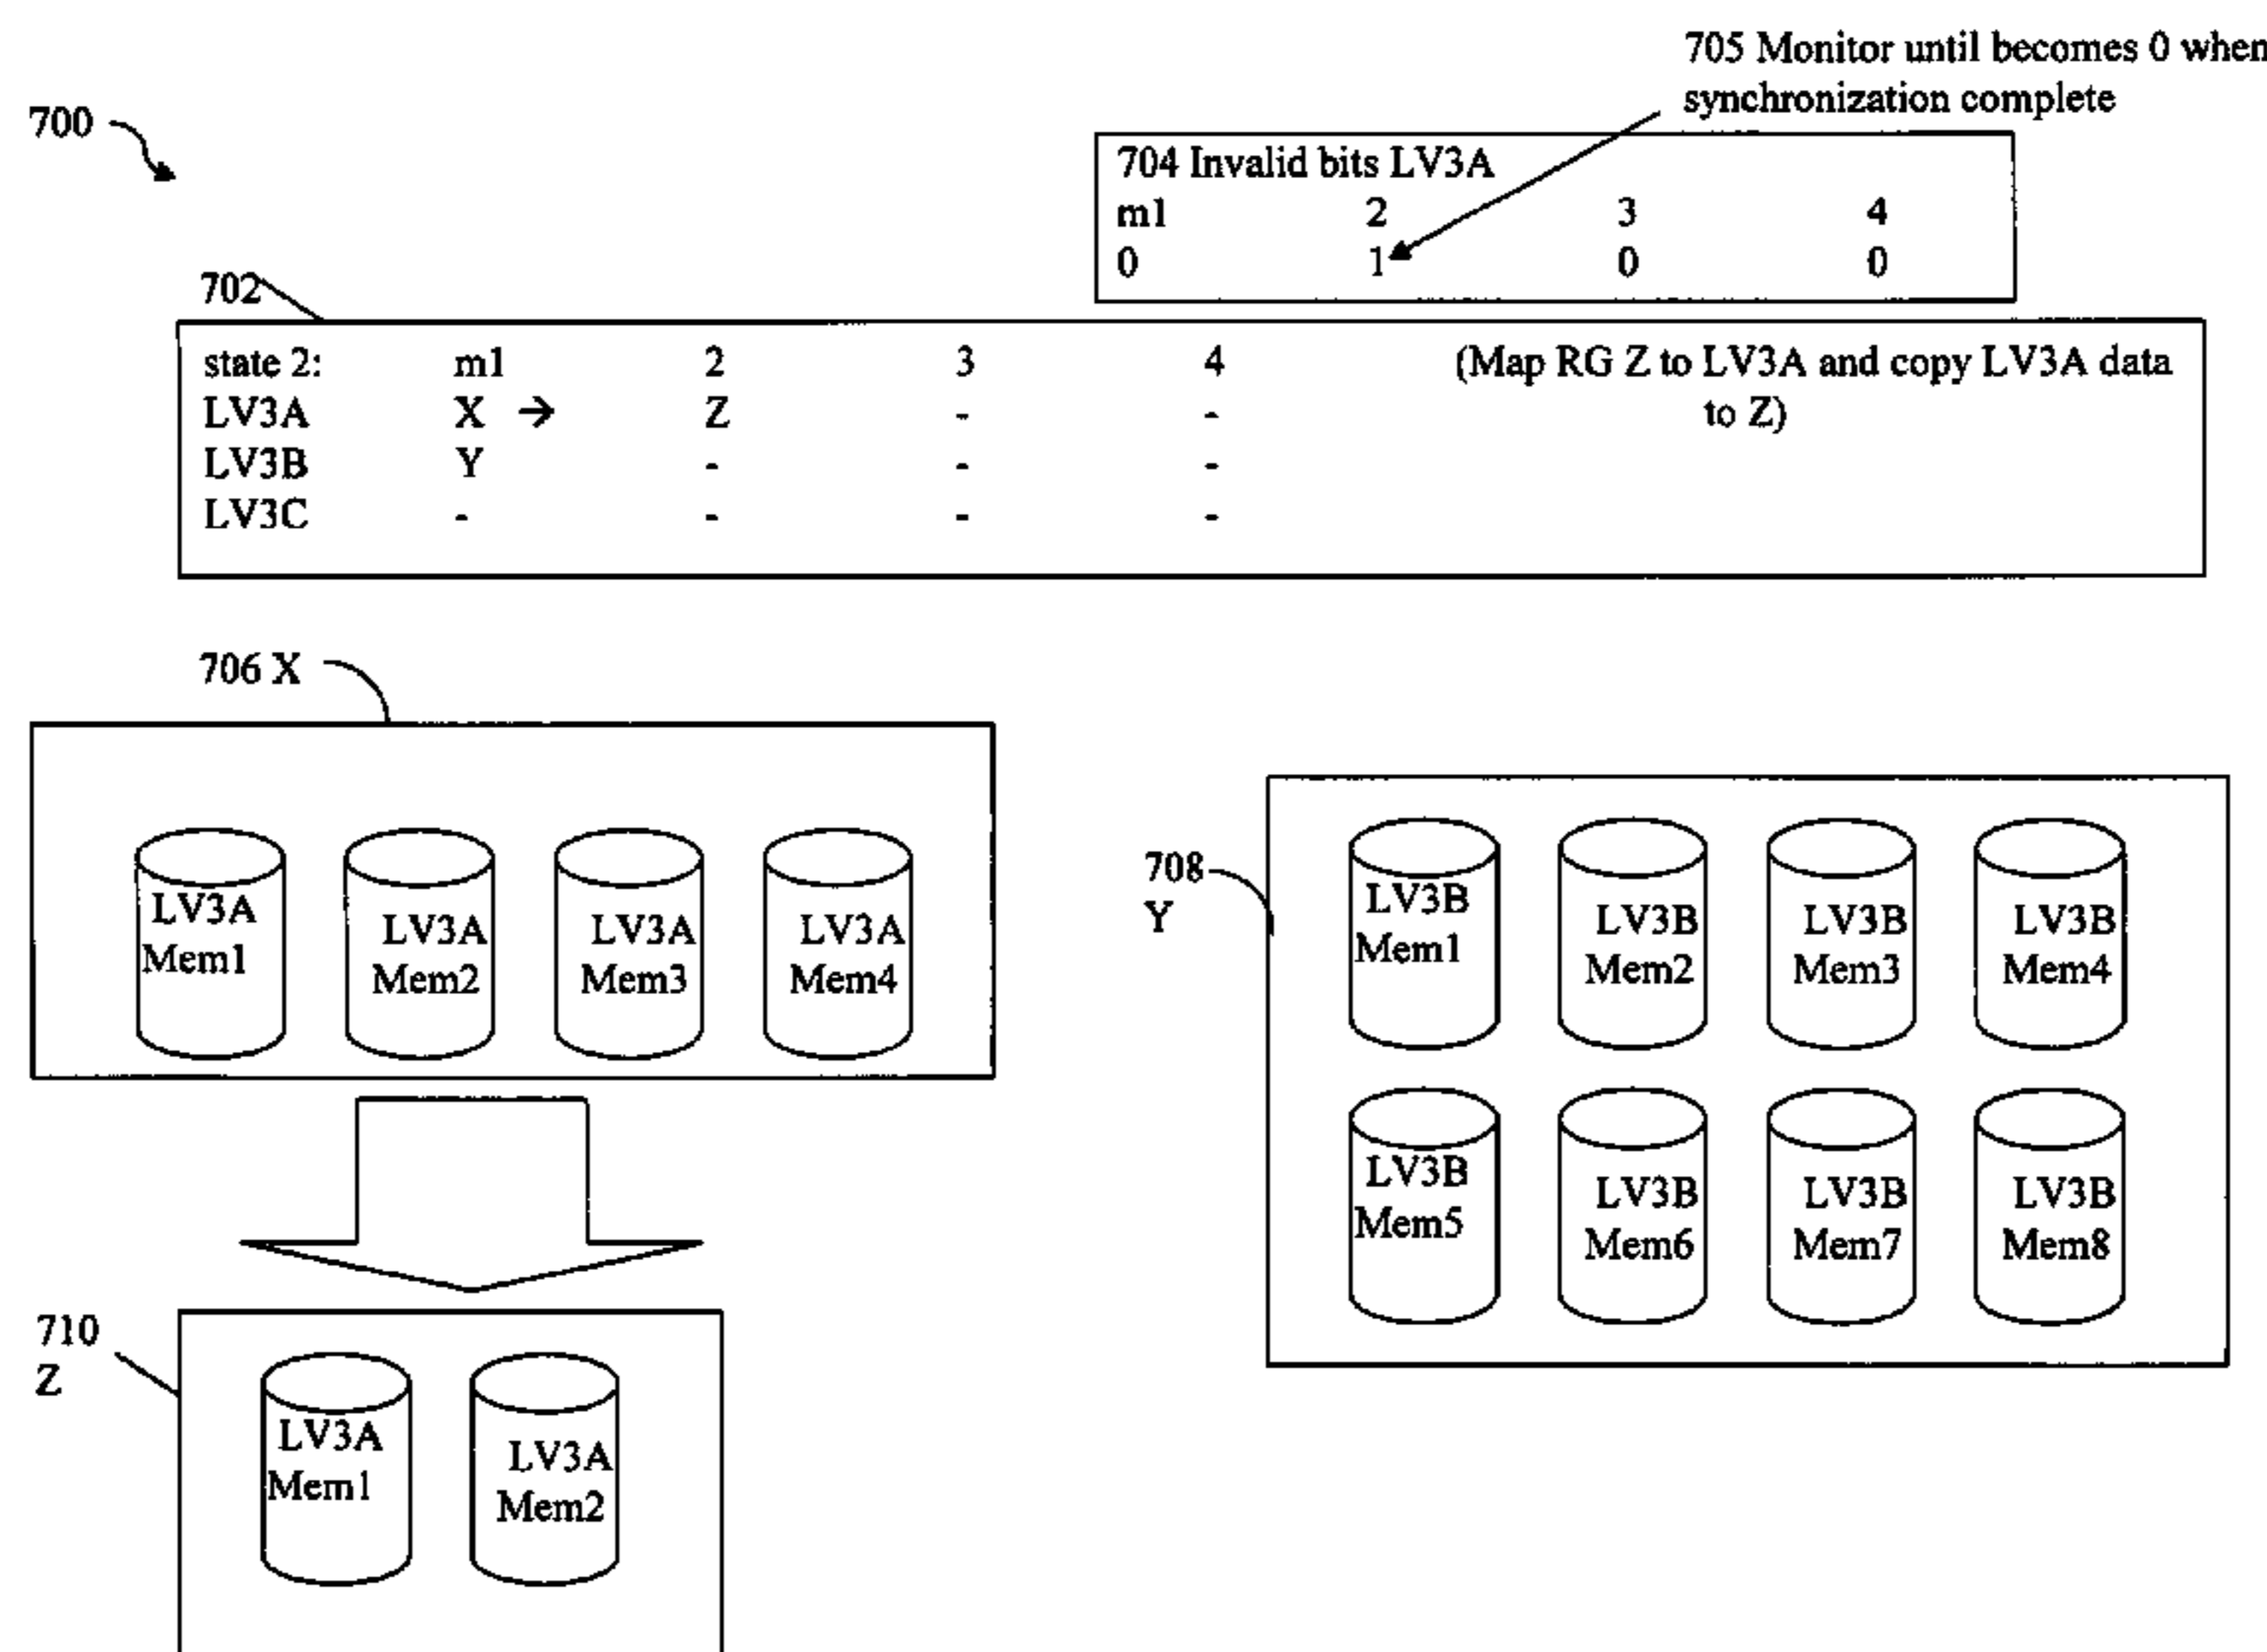 705 Monitor until becomes 0 when
synchronization complete
700
704 Invalid bits LV3A
m1 2 3 4
0 1 0 0
702
state 2: m1 2 3 4 (Map RG Z to LV3A and copy LV3A data
LV3A X → Z - - to Z)
LV3B Y - - -
LV3C - - - -
706 X
LV3A
Mem1
LV3A
Mem2
LV3A
Mem3
LV3A
Mem4
708
Y
LV3B
Mem1
LV3B
Mem2
LV3B
Mem3
LV3B
Mem4
LV3B
Mem5
LV3B
Mem6
LV3B
Mem7
LV3B
Mem8
710
Z
LV3A
Mem1
LV3A
Mem2